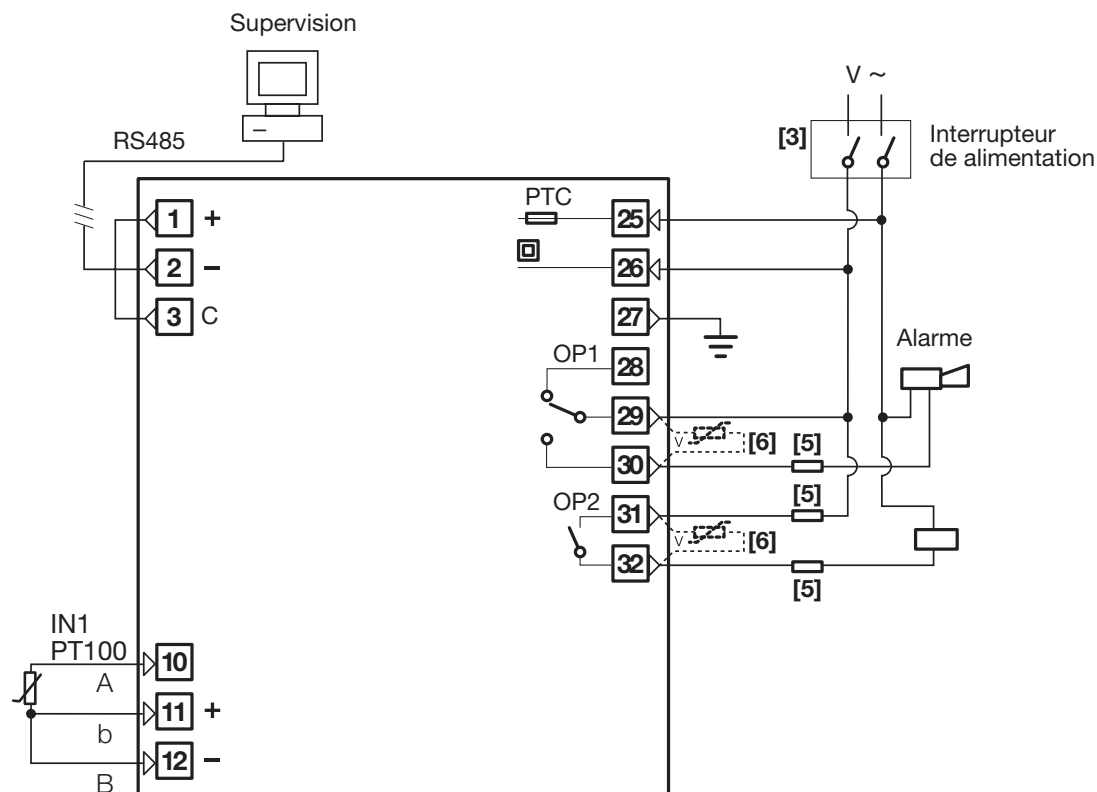 Supervision
V ~
RS485
[3]
Interrupteur
de alimentation
PTC
1 +
25
2 –
26
3 C
27
Alarme
OP1
28
29
V
[6]
[5]
30
[5]
OP2
31
V
[6]
32
[5]
IN1
PT100
10
A
11 +
b
12 –
B